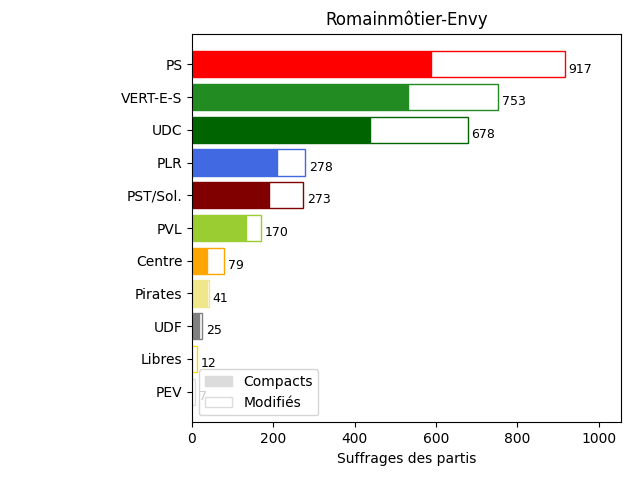 Romainmôtier-Envy
PS 917
VERT-E-S 753
UDC 678
PLR 278
PST/Sol. 273
PVL 170
Centre 79
Pirates 41
UDF 25
Libres 12
PEV 7
Compacts
Modifiés
0 200 400 600 800 1000
Suffrages des partis